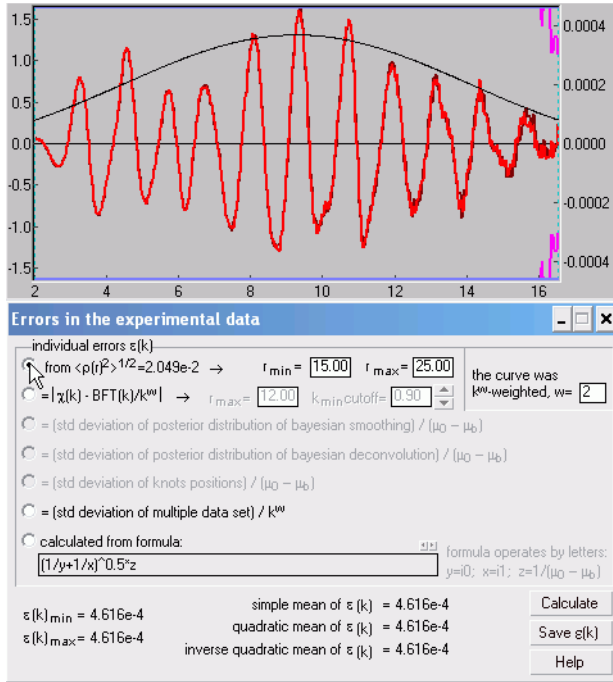 1.5
1.0
0.5
0.0
-0.5
-1.0
-1.5
0.0004
0.0002
0.0000
-0.0002
-0.0004
2 4 6 8 10 12 14 16
Errors in the experimental data
individual errors ε(k)
from <ρ(r)²>¹/²=2.049e-2 → rmin= 15.00 rmax= 25.00
the curve was
kʷ-weighted, w= 2
= |χ(k) - BFT(k)/kʷ| → rmax= 12.00 kmincutoff= 0.90
= (std deviation of posterior distribution of bayesian smoothing) / (μ₀ – μb)
= (std deviation of posterior distribution of bayesian deconvolution) / (μ₀ – μb)
= (std deviation of knots positions) / (μ₀ – μb)
= (std deviation of multiple data set) / kʷ
calculated from formula:
(1/y+1/x)^0.5*z
formula operates by letters:
y=i0; x=i1; z=1/(μ₀ – μb)
ε(k)min = 4.616e-4
ε(k)max = 4.616e-4
simple mean of ε(k) = 4.616e-4
quadratic mean of ε(k) = 4.616e-4
inverse quadratic mean of ε(k) = 4.616e-4
Calculate
Save ε(k)
Help